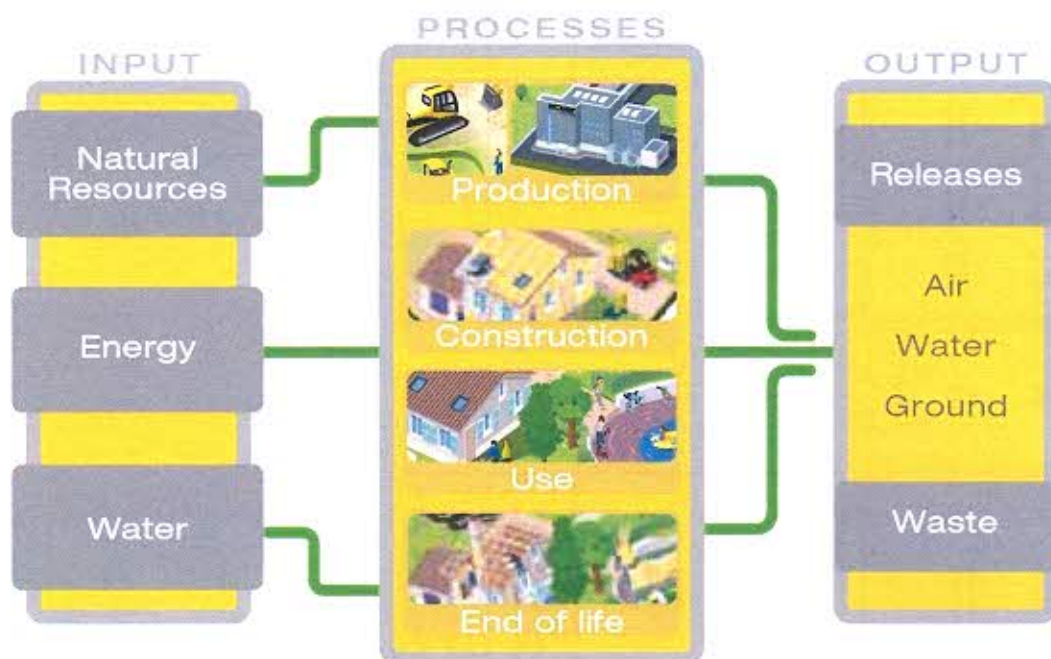 INPUT
Natural
Resources
Energy
Water
PROCESSES
Production
Construction
Use
End of life
OUTPUT
Releases
Air
Water
Ground
Waste